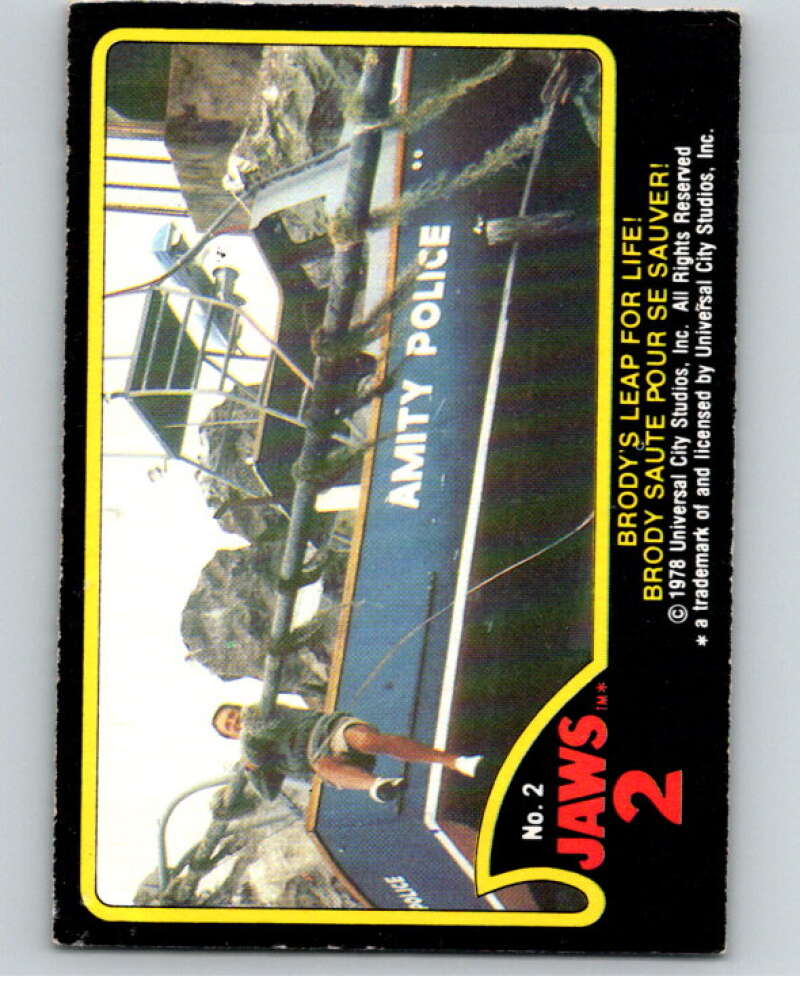 AMITY POLICE
POLICE
No. 2
JAWS TM*
2
BRODY'S LEAP FOR LIFE!
BRODY SAUTE POUR SE SAUVER!
© 1978 Universal City Studios, Inc. All Rights Reserved
* a trademark of and licensed by Universal City Studios, Inc.